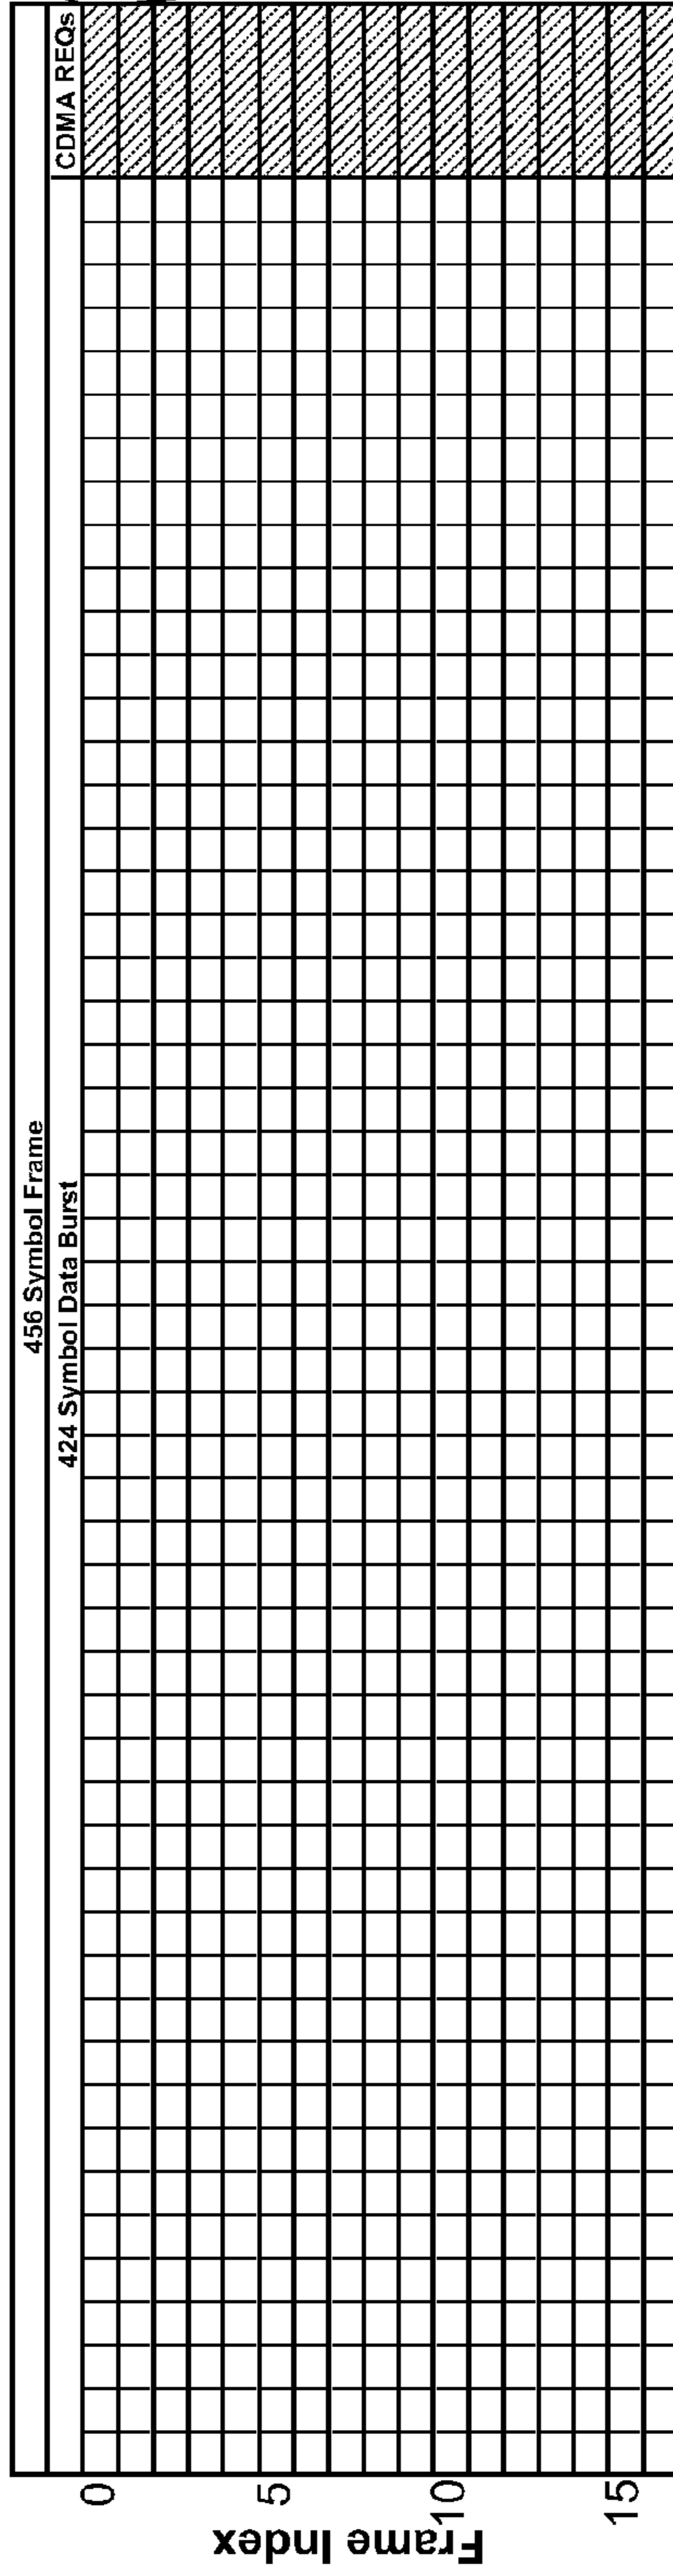 456 Symbol Frame
424 Symbol Data Burst
CDMA REQs
Frame Index
0
5
10
15